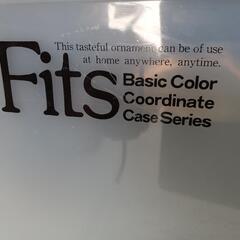 This tasteful ornament can be of use
at home anywhere, anytime.
Fits
Basic Color
Coordinate
Case Series